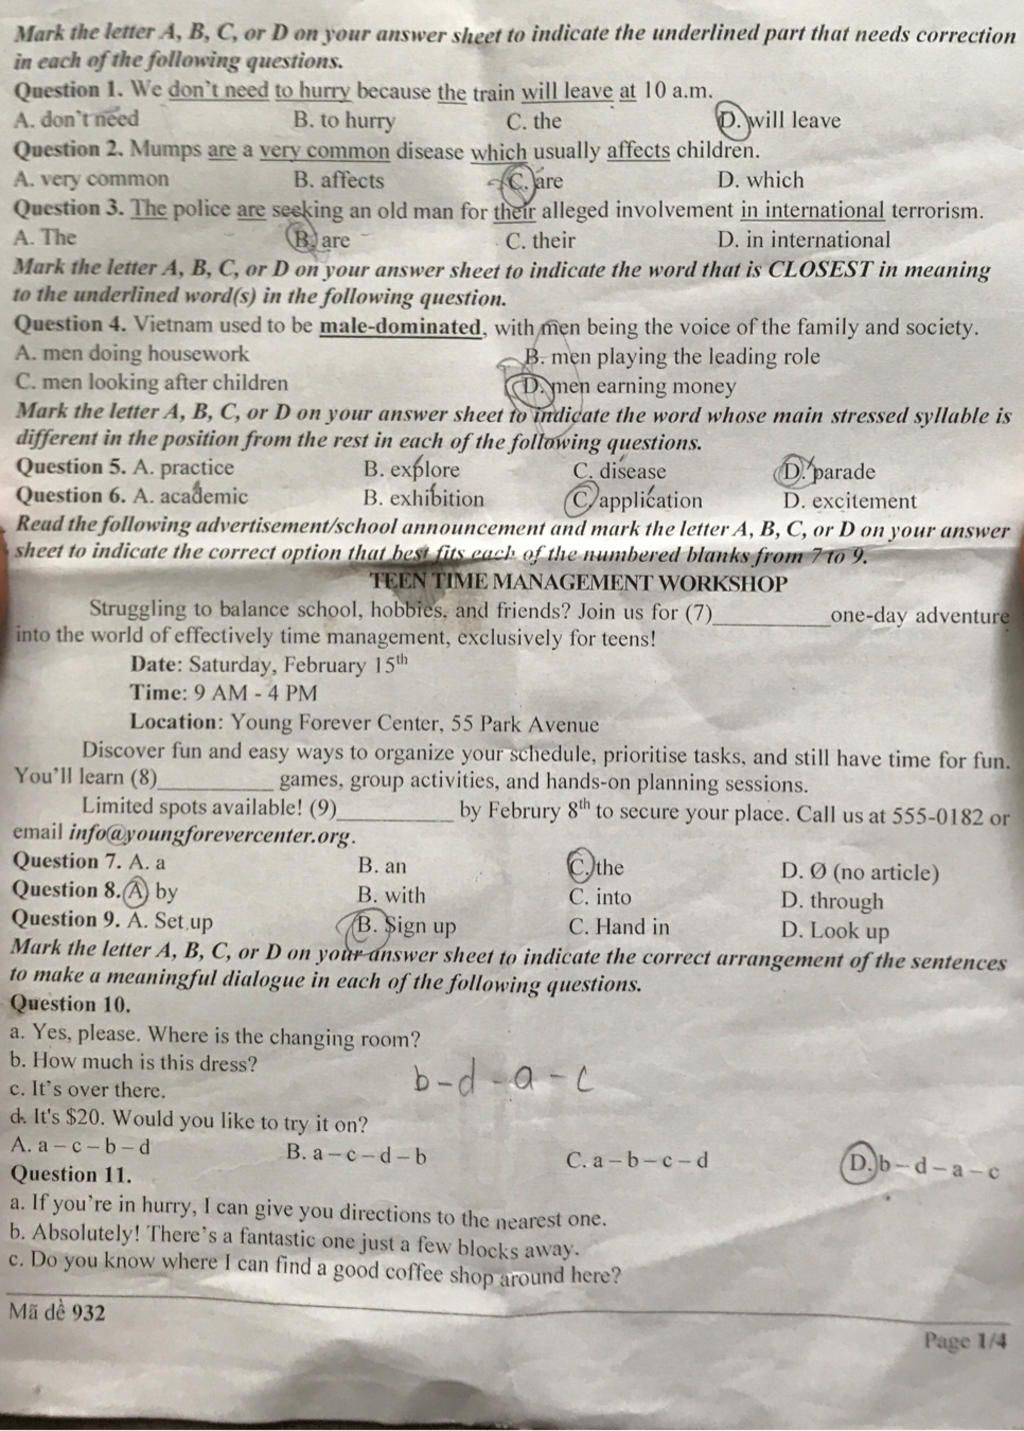 Mark the letter A, B, C, or D on your answer sheet to indicate the underlined part that needs correction
in each of the following questions.
Question 1. We don't need to hurry because the train will leave at 10 a.m.
A. don't need B. to hurry C. the D. will leave
Question 2. Mumps are a very common disease which usually affects children.
A. very common B. affects C. are D. which
Question 3. The police are seeking an old man for their alleged involvement in international terrorism.
A. The B. are C. their D. in international
Mark the letter A, B, C, or D on your answer sheet to indicate the word that is CLOSEST in meaning
to the underlined word(s) in the following question.
Question 4. Vietnam used to be male-dominated, with men being the voice of the family and society.
A. men doing housework B. men playing the leading role
C. men looking after children D. men earning money
Mark the letter A, B, C, or D on your answer sheet to indicate the word whose main stressed syllable is
different in the position from the rest in each of the following questions.
Question 5. A. practice B. explore C. disease D. parade
Question 6. A. academic B. exhibition C. application D. excitement
Read the following advertisement/school announcement and mark the letter A, B, C, or D on your answer
sheet to indicate the correct option that best fits each of the numbered blanks from 7 to 9.
TEEN TIME MANAGEMENT WORKSHOP
Struggling to balance school, hobbies, and friends? Join us for (7)__________ one-day adventure
into the world of effectively time management, exclusively for teens!
Date: Saturday, February 15th
Time: 9 AM - 4 PM
Location: Young Forever Center, 55 Park Avenue
Discover fun and easy ways to organize your schedule, prioritise tasks, and still have time for fun.
You'll learn (8)__________ games, group activities, and hands-on planning sessions.
Limited spots available! (9)__________ by Februry 8th to secure your place. Call us at 555-0182 or
email info@youngforevercenter.org.
Question 7. A. a B. an C. the D. Ø (no article)
Question 8. A. by B. with C. into D. through
Question 9. A. Set up B. Sign up C. Hand in D. Look up
Mark the letter A, B, C, or D on your answer sheet to indicate the correct arrangement of the sentences
to make a meaningful dialogue in each of the following questions.
Question 10.
a. Yes, please. Where is the changing room?
b. How much is this dress?
c. It's over there.
b - d - a - c
d. It's $20. Would you like to try it on?
A. a – c – b – d B. a – c – d – b C. a – b – c – d D. b – d – a – c
Question 11.
a. If you're in hurry, I can give you directions to the nearest one.
b. Absolutely! There's a fantastic one just a few blocks away.
c. Do you know where I can find a good coffee shop around here?
Mã đề 932
Page 1/4